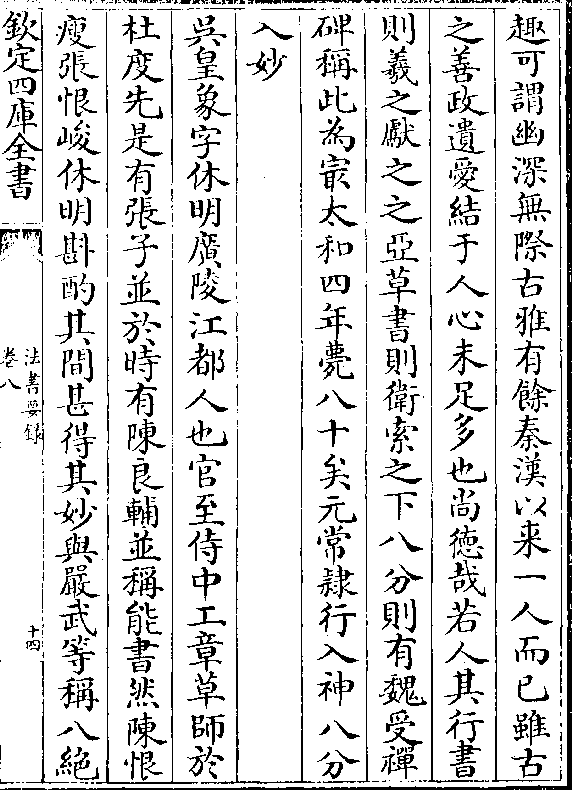 趣可謂幽深無際古雅有餘秦漢以来一人而已雖古
之善政遺愛結于人心未足多也尚徳哉若人其行書
則羲之獻之之亞草書則衛索之下八分則有魏受禪
碑稱此為最太和四年薨八十矣元常隷行入神八分
入妙
吳皇象字休明廣陵江都人也官至侍中工章草師於
杜度先是有張子並於時有陳良輔並稱能書然陳恨
瘦張恨峻休明斟酌其間甚得其妙與嚴武等稱八絶
欽定四庫全書
法書要録
卷八
十四